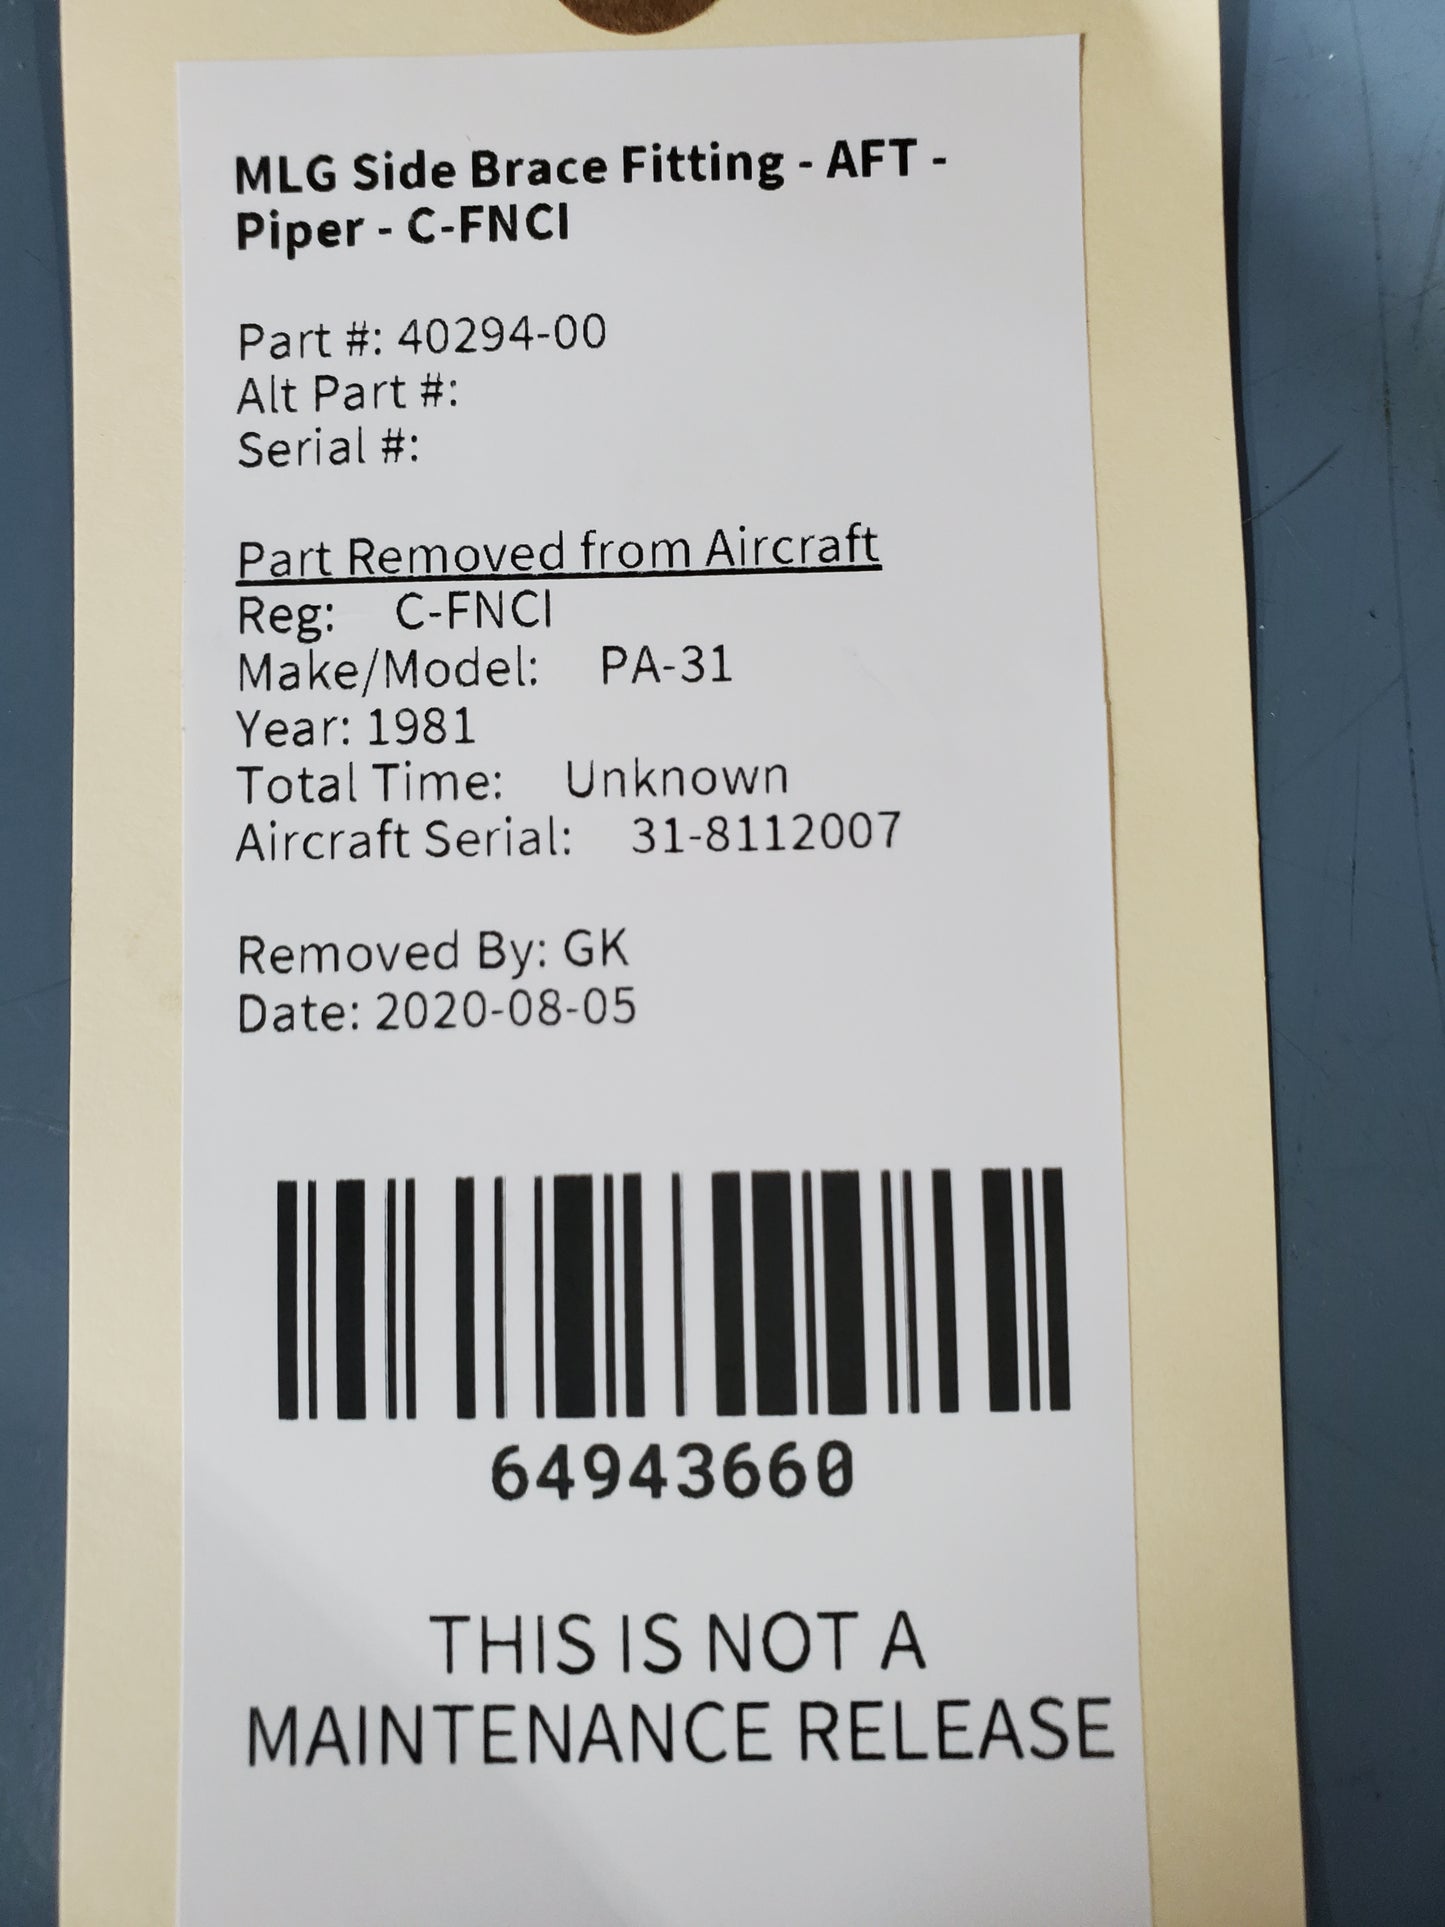 MLG Side Brace Fitting - AFT -
Piper - C-FNCI
Part #: 40294-00
Alt Part #:
Serial #:
Part Removed from Aircraft
Reg: C-FNCI
Make/Model: PA-31
Year: 1981
Total Time: Unknown
Aircraft Serial: 31-8112007
Removed By: GK
Date: 2020-08-05
64943660
THIS IS NOT A
MAINTENANCE RELEASE